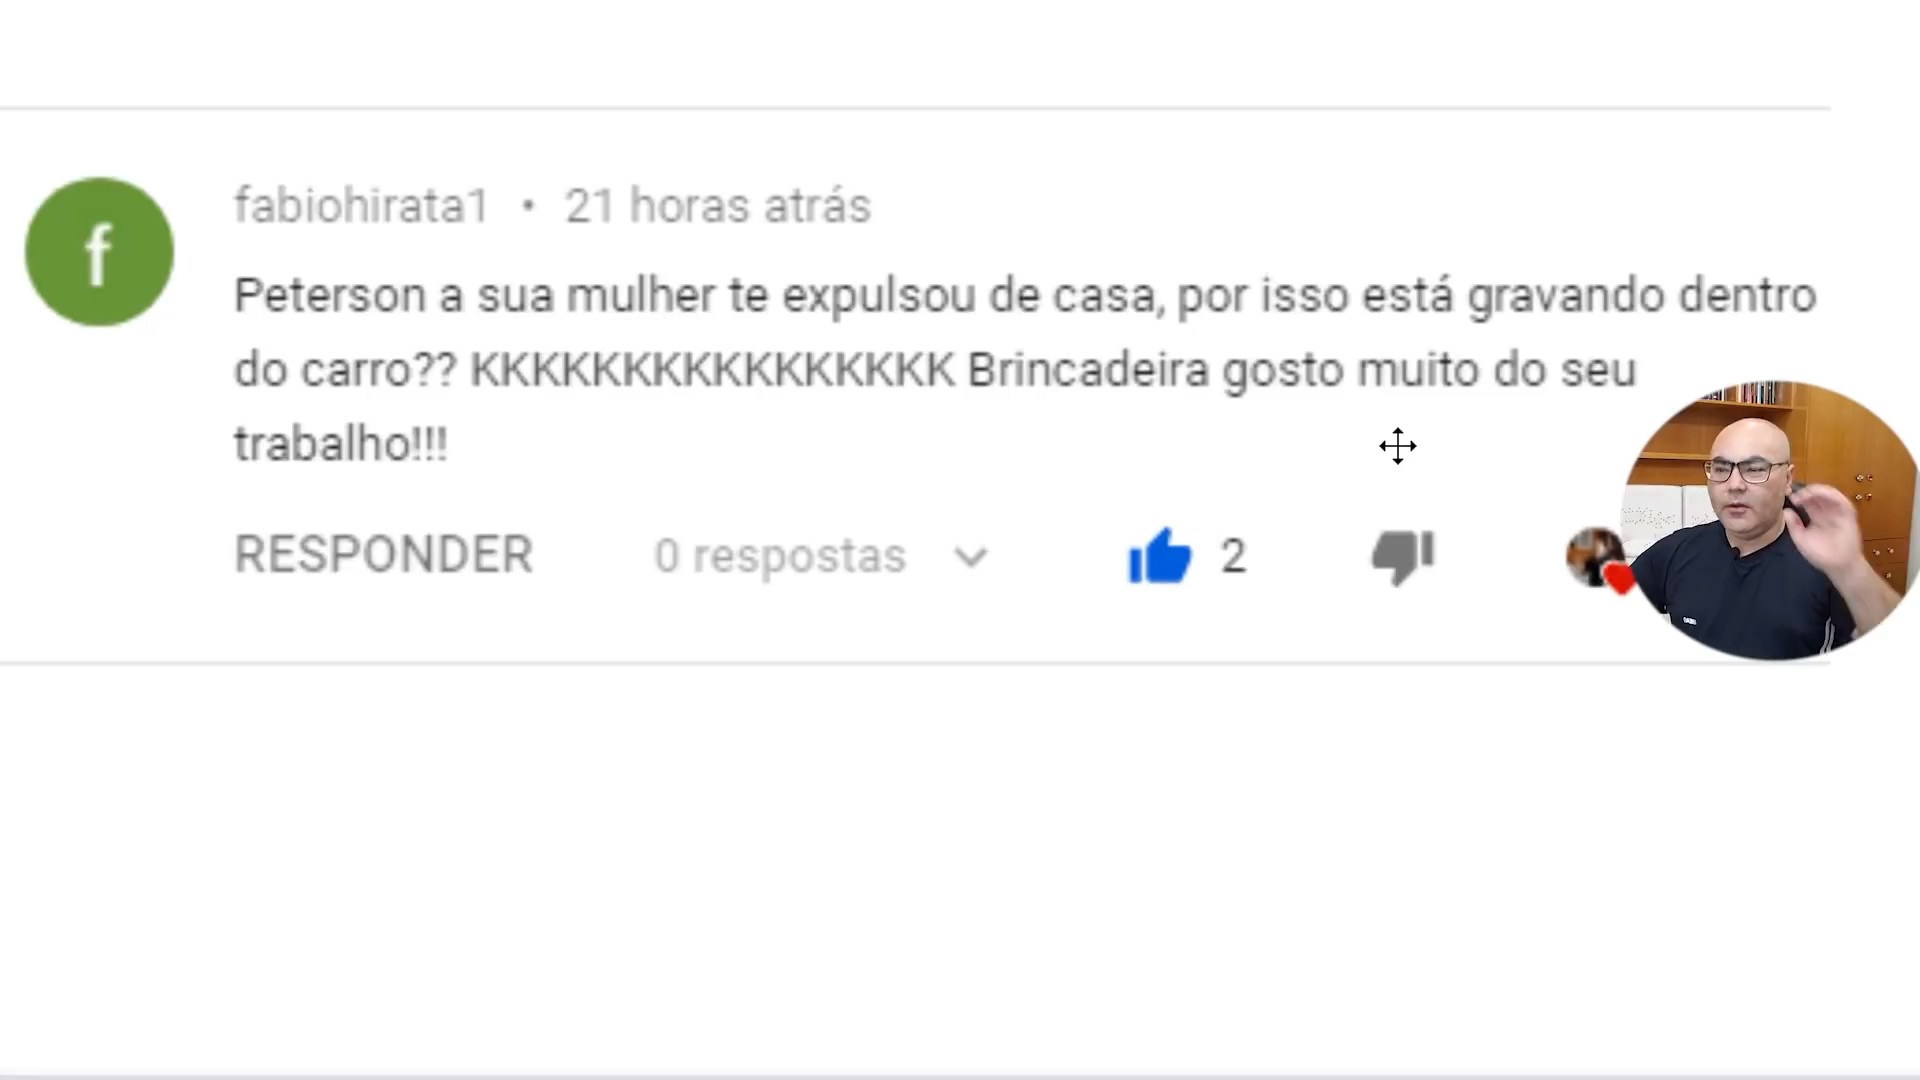 f
fabiohirata1 • 21 horas atrás
Peterson a sua mulher te expulsou de casa, por isso está gravando dentro
do carro?? KKKKKKKKKKKKKKKK Brincadeira gosto muito do seu
trabalho!!!
RESPONDER 0 respostas 2